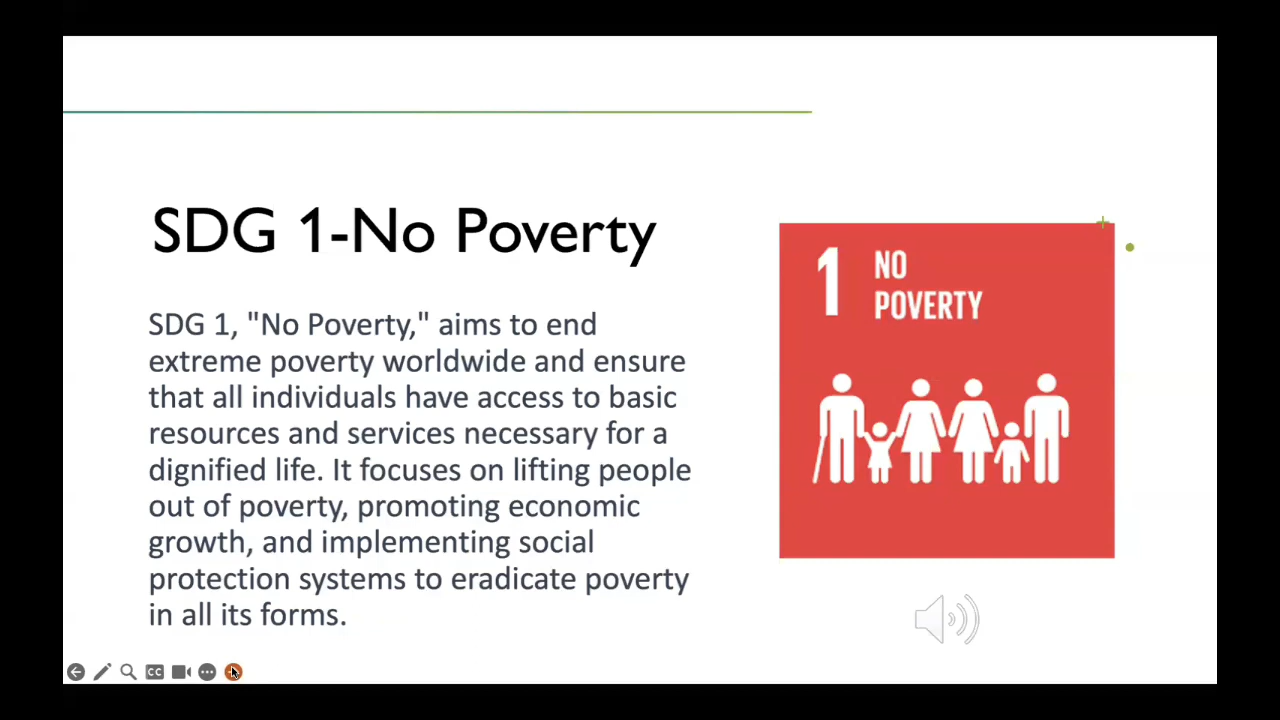 SDG 1-No Poverty
SDG 1, "No Poverty," aims to end
extreme poverty worldwide and ensure
that all individuals have access to basic
resources and services necessary for a
dignified life. It focuses on lifting people
out of poverty, promoting economic
growth, and implementing social
protection systems to eradicate poverty
in all its forms.
1 NO
POVERTY
CC